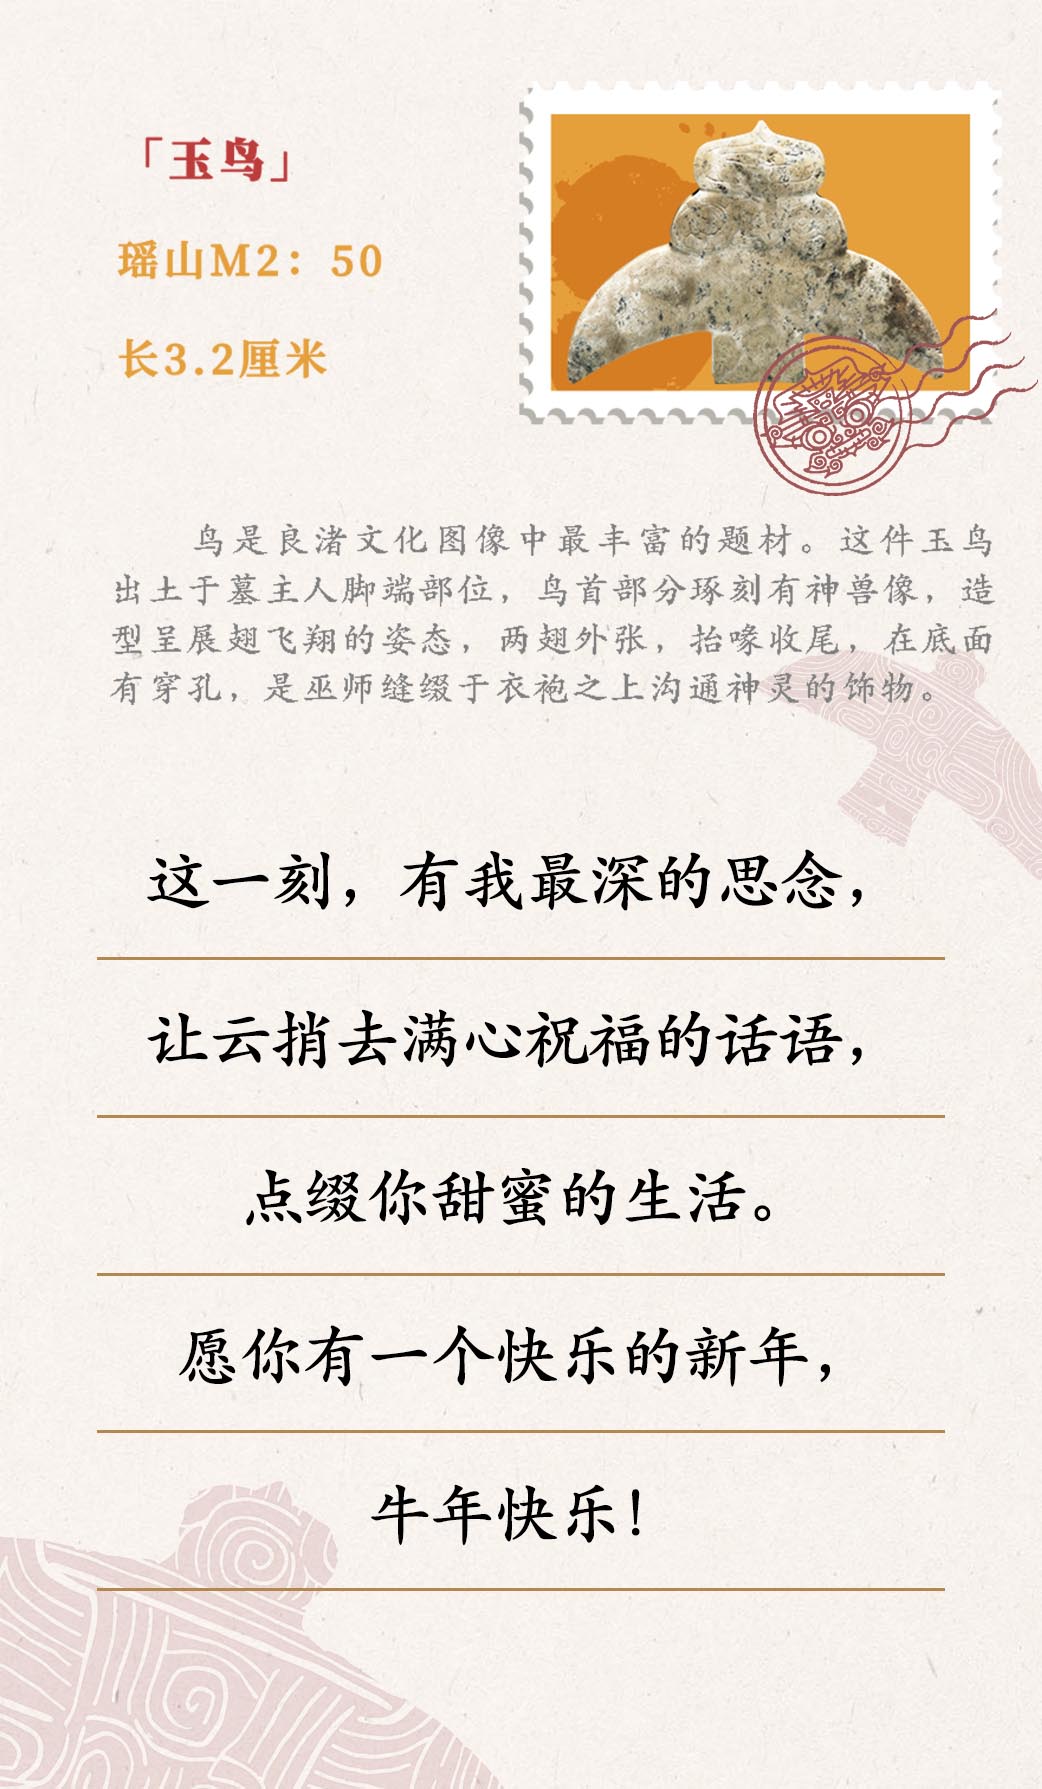 「玉鸟」
瑶山M2：50
长3.2厘米
鸟是良渚文化图像中最丰富的题材。这件玉鸟
出土于墓主人脚端部位，鸟首部分琢刻有神兽像，造
型呈展翅飞翔的姿态，两翅外张，抬喙收尾，在底面
有穿孔，是巫师缝缀于衣袍之上沟通神灵的饰物。
这一刻，有我最深的思念，
让云捎去满心祝福的话语，
点缀你甜蜜的生活。
愿你有一个快乐的新年，
牛年快乐！